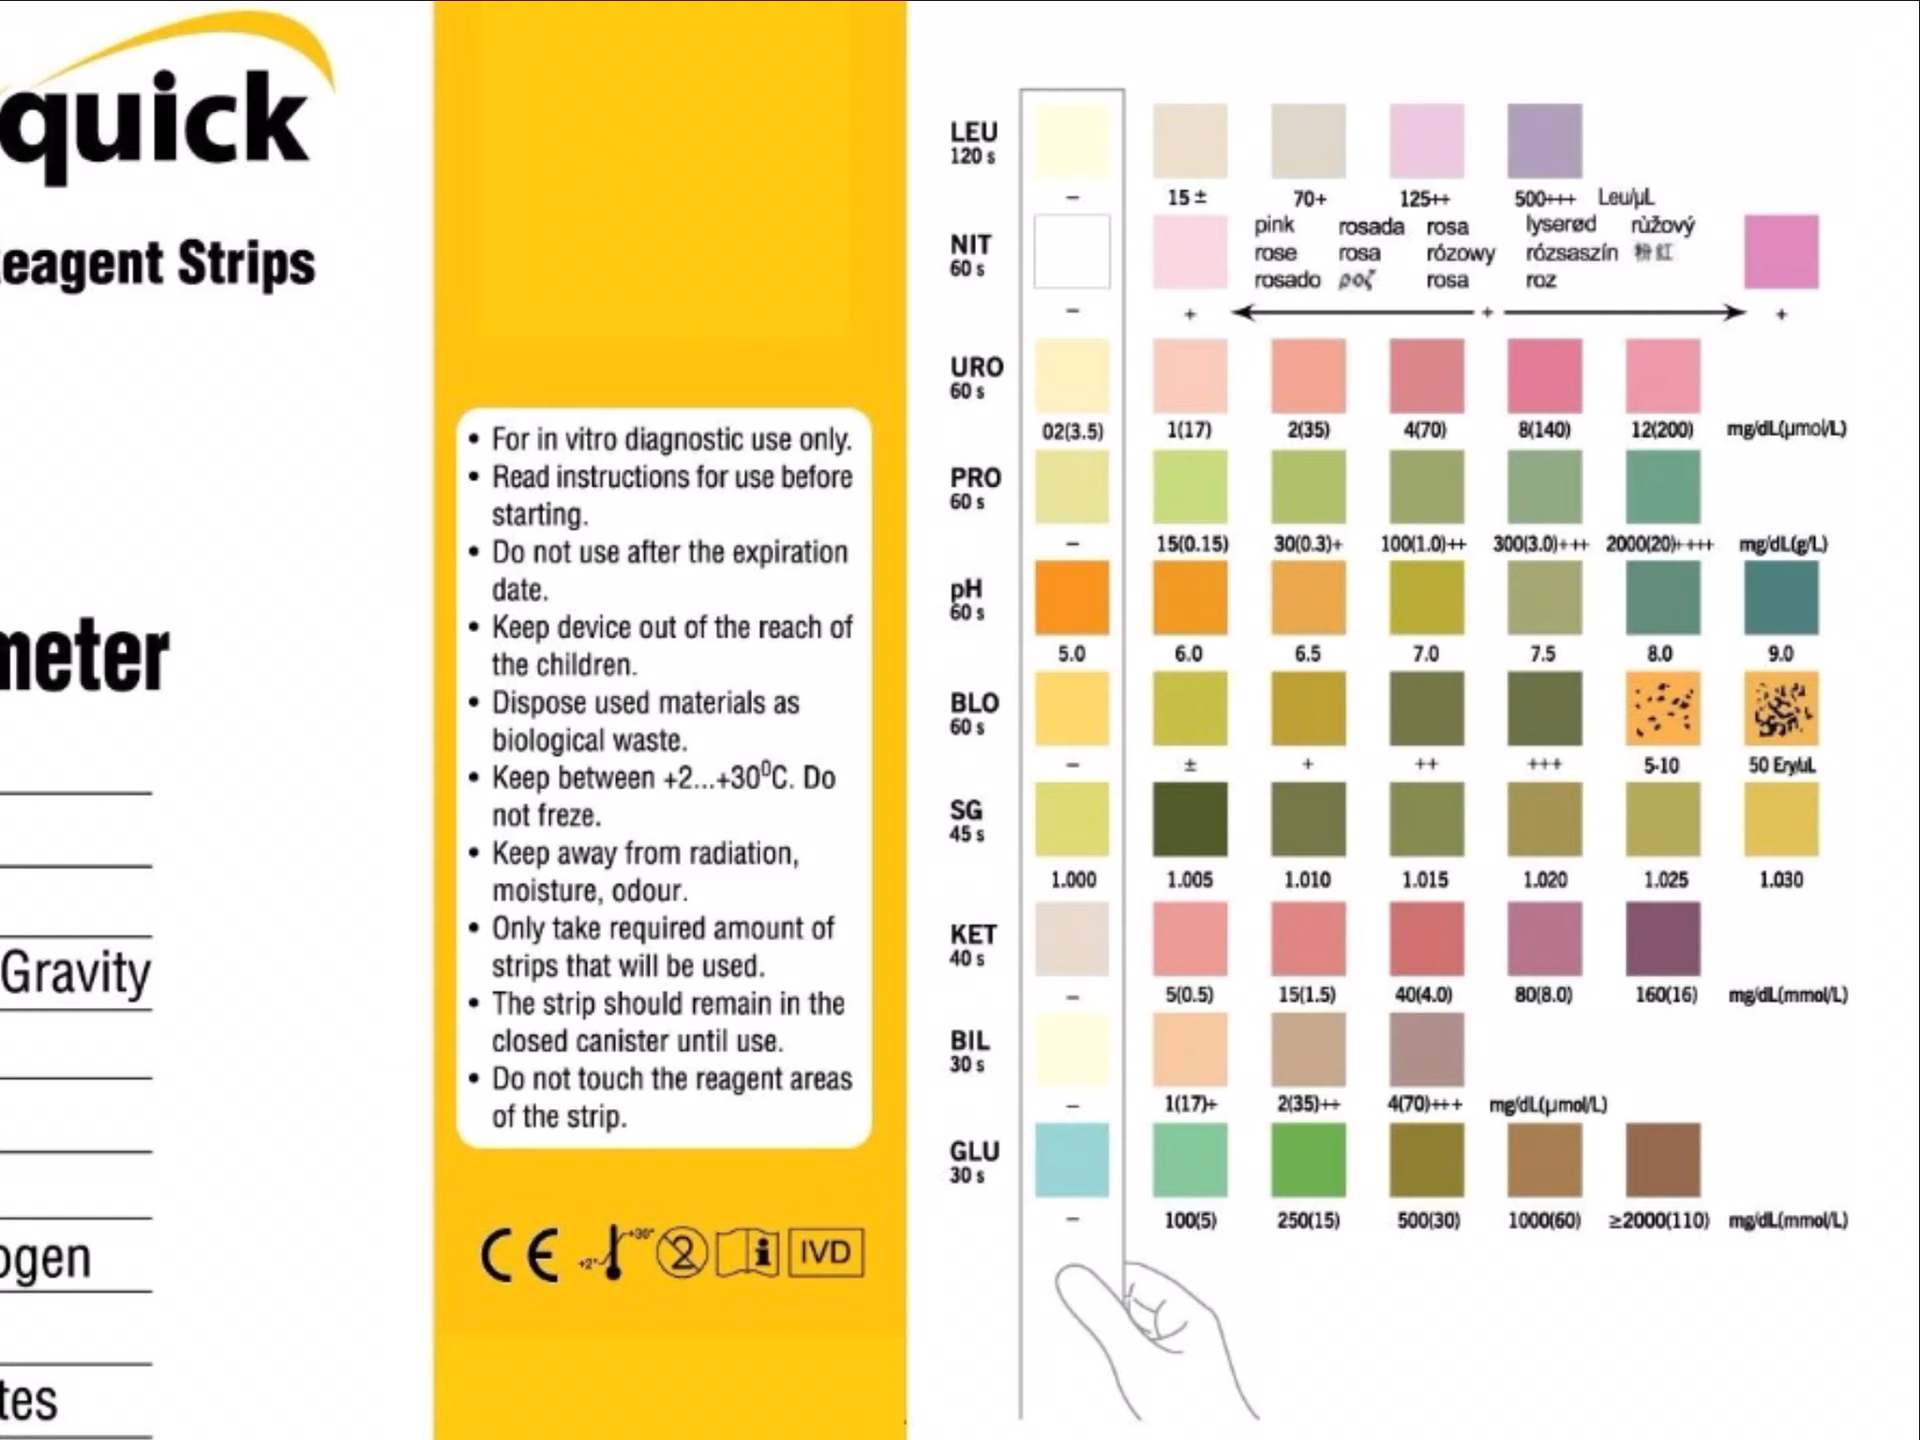 quick
eagent Strips
meter
Gravity
ogen
tes
• For in vitro diagnostic use only.
• Read instructions for use before
starting.
• Do not use after the expiration
date.
• Keep device out of the reach of
the children.
• Dispose used materials as
biological waste.
• Keep between +2...+30⁰C. Do
not freze.
• Keep away from radiation,
moisture, odour.
• Only take required amount of
strips that will be used.
• The strip should remain in the
closed canister until use.
• Do not touch the reagent areas
of the strip.
CE +2° +30° 2 i IVD
LEU
120 s
– 15 ± 70+ 125++ 500+++ Leu/µL
NIT
60 s
pink rosada rosa lyserød růžový
rose rosa rózowy rózsaszín 粉红
rosado ροζ rosa roz
– + + +
URO
60 s
02(3.5) 1(17) 2(35) 4(70) 8(140) 12(200) mg/dL(µmol/L)
PRO
60 s
– 15(0.15) 30(0.3)+ 100(1.0)++ 300(3.0)+++ 2000(20)++++ mg/dL(g/L)
pH
60 s
5.0 6.0 6.5 7.0 7.5 8.0 9.0
BLO
60 s
– ± + ++ +++ 5-10 50 Ery/uL
SG
45 s
1.000 1.005 1.010 1.015 1.020 1.025 1.030
KET
40 s
– 5(0.5) 15(1.5) 40(4.0) 80(8.0) 160(16) mg/dL(mmol/L)
BIL
30 s
– 1(17)+ 2(35)++ 4(70)+++ mg/dL(µmol/L)
GLU
30 s
– 100(5) 250(15) 500(30) 1000(60) ≥2000(110) mg/dL(mmol/L)